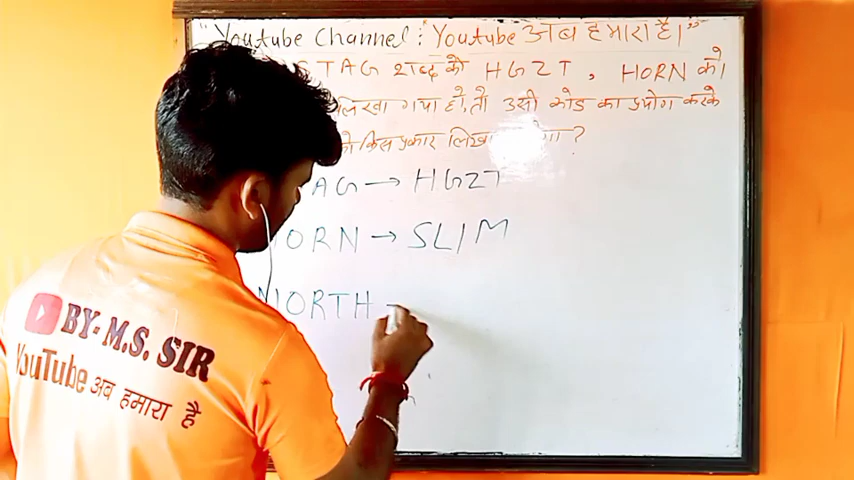 "Youtube Channel : Youtube अब हमारा है।"
STAG शब्द को HGZT , HORN को
लिखा गया हो, तो उसी कोड का प्रयोग करके
को किस प्रकार लिखा ?
AG → HGZT
ORN → SLIM
NORTH -
BY- M.S. SIR
YouTube अब हमारा है